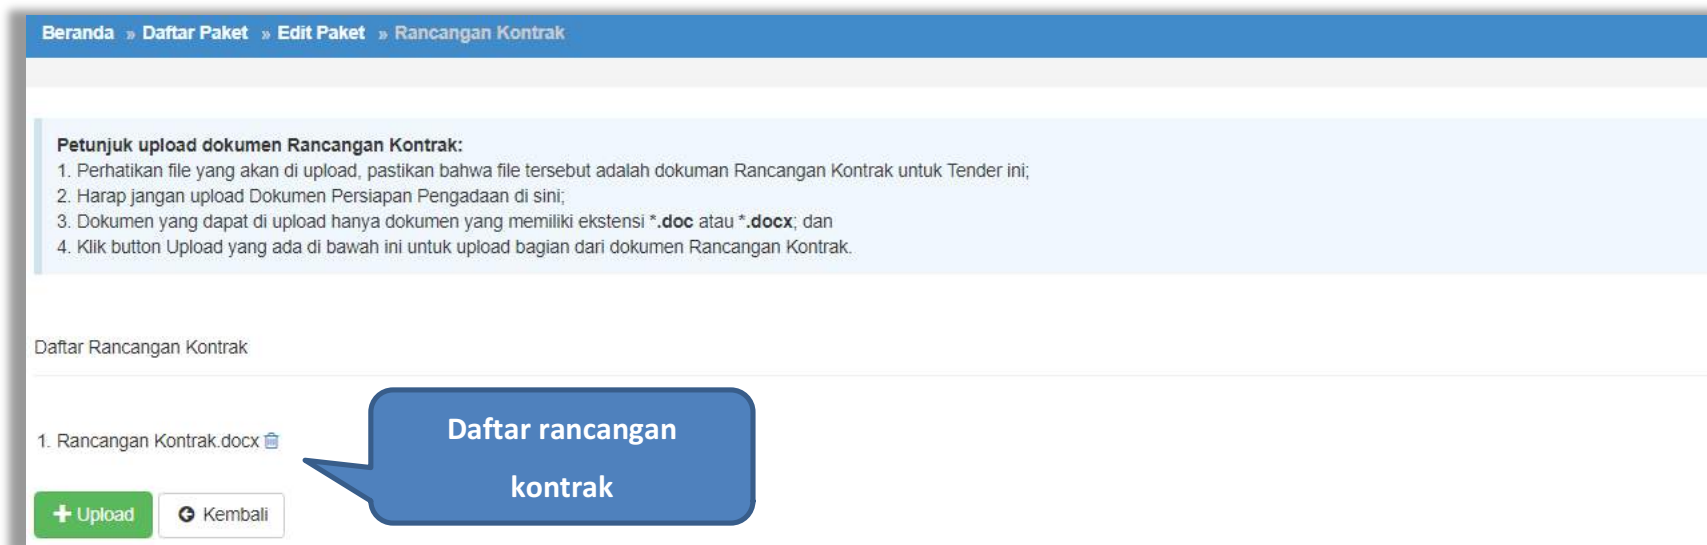 Beranda » Daftar Paket » Edit Paket » Rancangan Kontrak
Petunjuk upload dokumen Rancangan Kontrak:
1. Perhatikan file yang akan di upload, pastikan bahwa file tersebut adalah dokuman Rancangan Kontrak untuk Tender ini;
2. Harap jangan upload Dokumen Persiapan Pengadaan di sini;
3. Dokumen yang dapat di upload hanya dokumen yang memiliki ekstensi *.doc atau *.docx; dan
4. Klik button Upload yang ada di bawah ini untuk upload bagian dari dokumen Rancangan Kontrak.
Daftar Rancangan Kontrak
1. Rancangan Kontrak.docx
Daftar rancangan
kontrak
Upload
Kembali